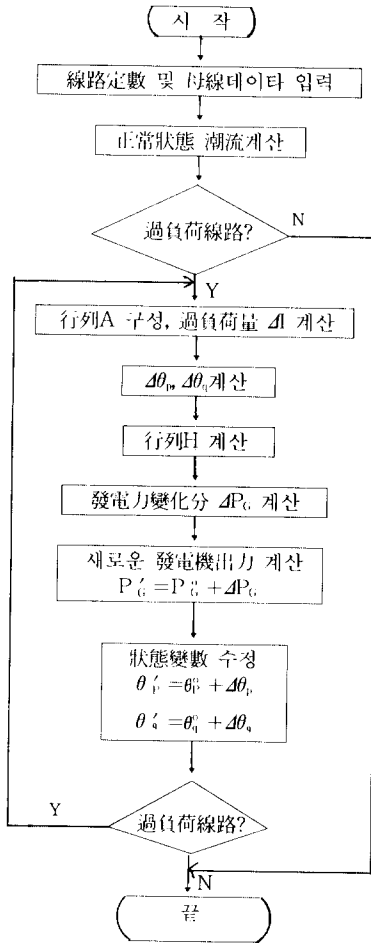 시 작
線路定數 및 母線데이타 입력
正常狀態 潮流계산
過負荷線路?
N
Y
行列A 구성, 過負荷量 ΔI 계산
Δθp, Δθq계산
行列H 계산
發電力變化分 ΔPG 계산
새로운 發電機出力 계산
P′G = P°G + ΔPG
狀態變數 수정
θ′p = θ°p + Δθp
θ′q = θ°q + Δθq
過負荷線路?
Y
N
끝